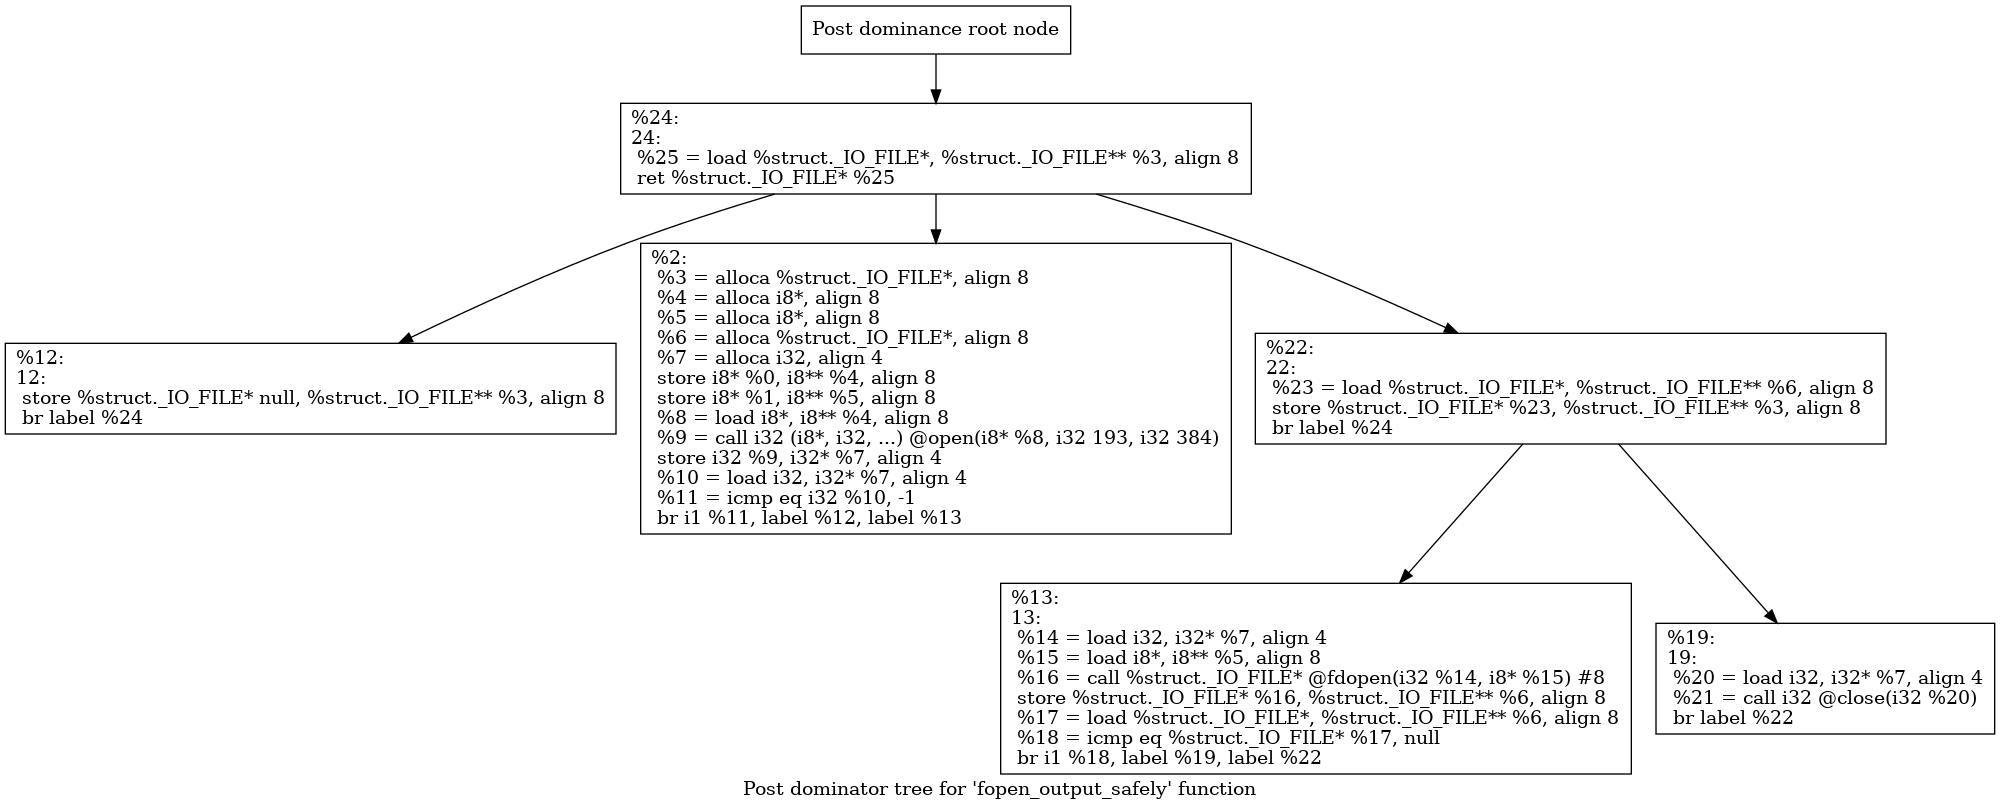 Post dominance root node
%24:
24:
%25 = load %struct._IO_FILE*, %struct._IO_FILE** %3, align 8
ret %struct._IO_FILE* %25
%12:
12:
store %struct._IO_FILE* null, %struct._IO_FILE** %3, align 8
br label %24
%2:
%3 = alloca %struct._IO_FILE*, align 8
%4 = alloca i8*, align 8
%5 = alloca i8*, align 8
%6 = alloca %struct._IO_FILE*, align 8
%7 = alloca i32, align 4
store i8* %0, i8** %4, align 8
store i8* %1, i8** %5, align 8
%8 = load i8*, i8** %4, align 8
%9 = call i32 (i8*, i32, ...) @open(i8* %8, i32 193, i32 384)
store i32 %9, i32* %7, align 4
%10 = load i32, i32* %7, align 4
%11 = icmp eq i32 %10, -1
br i1 %11, label %12, label %13
%22:
22:
%23 = load %struct._IO_FILE*, %struct._IO_FILE** %6, align 8
store %struct._IO_FILE* %23, %struct._IO_FILE** %3, align 8
br label %24
%13:
13:
%14 = load i32, i32* %7, align 4
%15 = load i8*, i8** %5, align 8
%16 = call %struct._IO_FILE* @fdopen(i32 %14, i8* %15) #8
store %struct._IO_FILE* %16, %struct._IO_FILE** %6, align 8
%17 = load %struct._IO_FILE*, %struct._IO_FILE** %6, align 8
%18 = icmp eq %struct._IO_FILE* %17, null
br i1 %18, label %19, label %22
%19:
19:
%20 = load i32, i32* %7, align 4
%21 = call i32 @close(i32 %20)
br label %22
Post dominator tree for 'fopen_output_safely' function